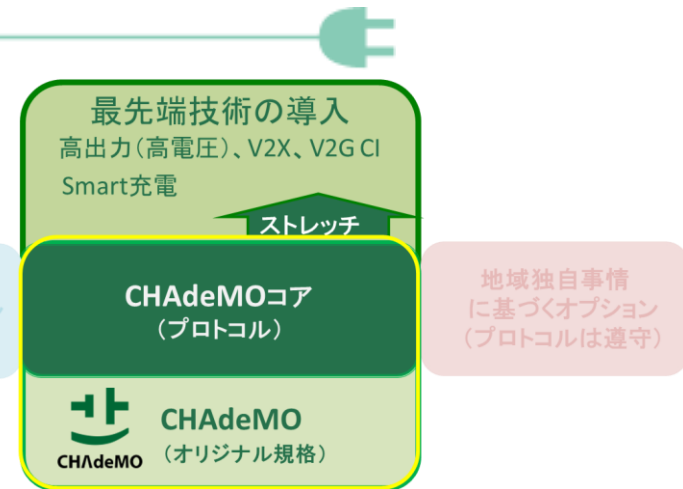 最先端技術の導入
高出力(高電圧)、V2X、V2G CI
Smart充電
ストレッチ
CHAdeMOコア
(プロトコル)
地域独自事情
に基づくオプション
(プロトコルは遵守)
CHAdeMO
(オリジナル規格)
CHAdeMO